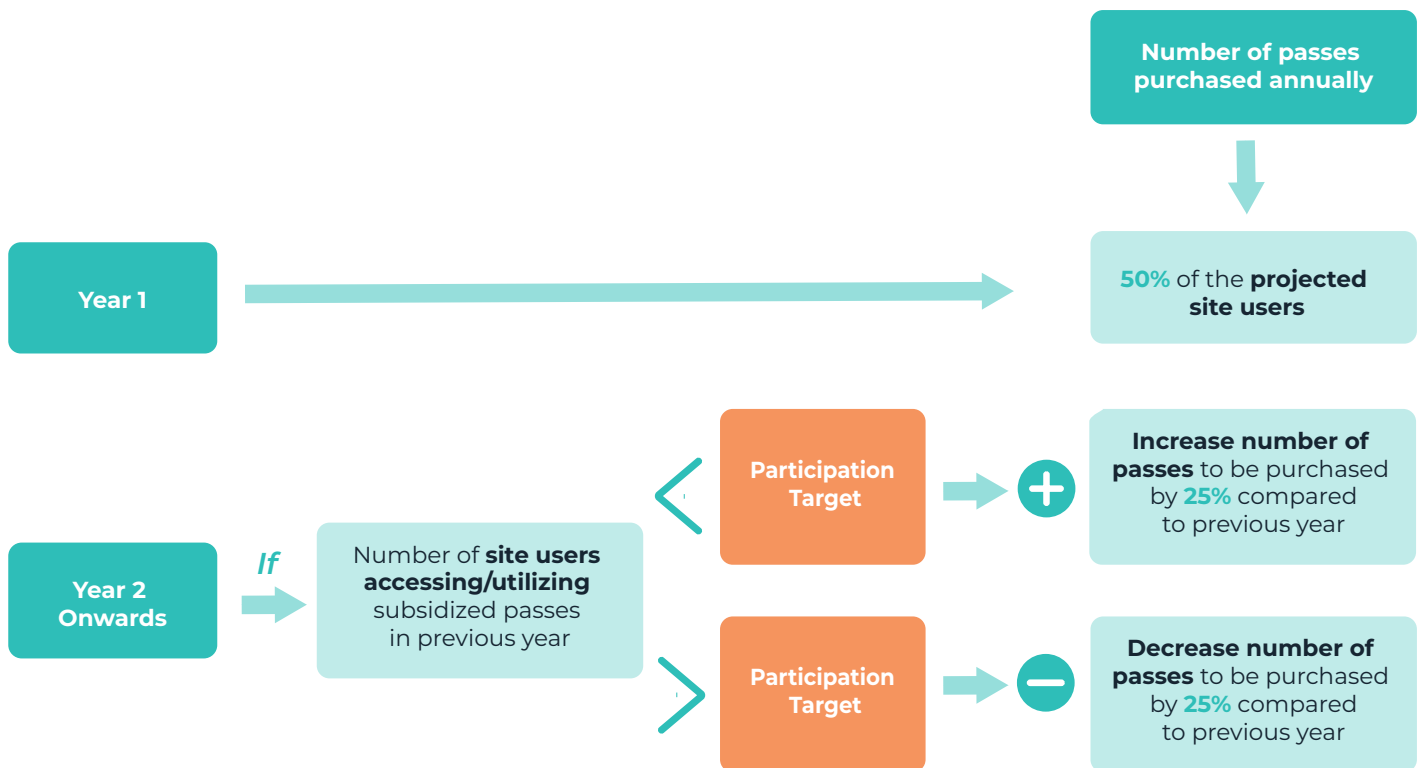 Number of passes
purchased annually
Year 1
50% of the projected
site users
Year 2
Onwards
If
Number of site users
accessing/utilizing
subsidized passes
in previous year
<
Participation
Target
+
Increase number of
passes to be purchased
by 25% compared
to previous year
>
Participation
Target
−
Decrease number of
passes to be purchased
by 25% compared
to previous year